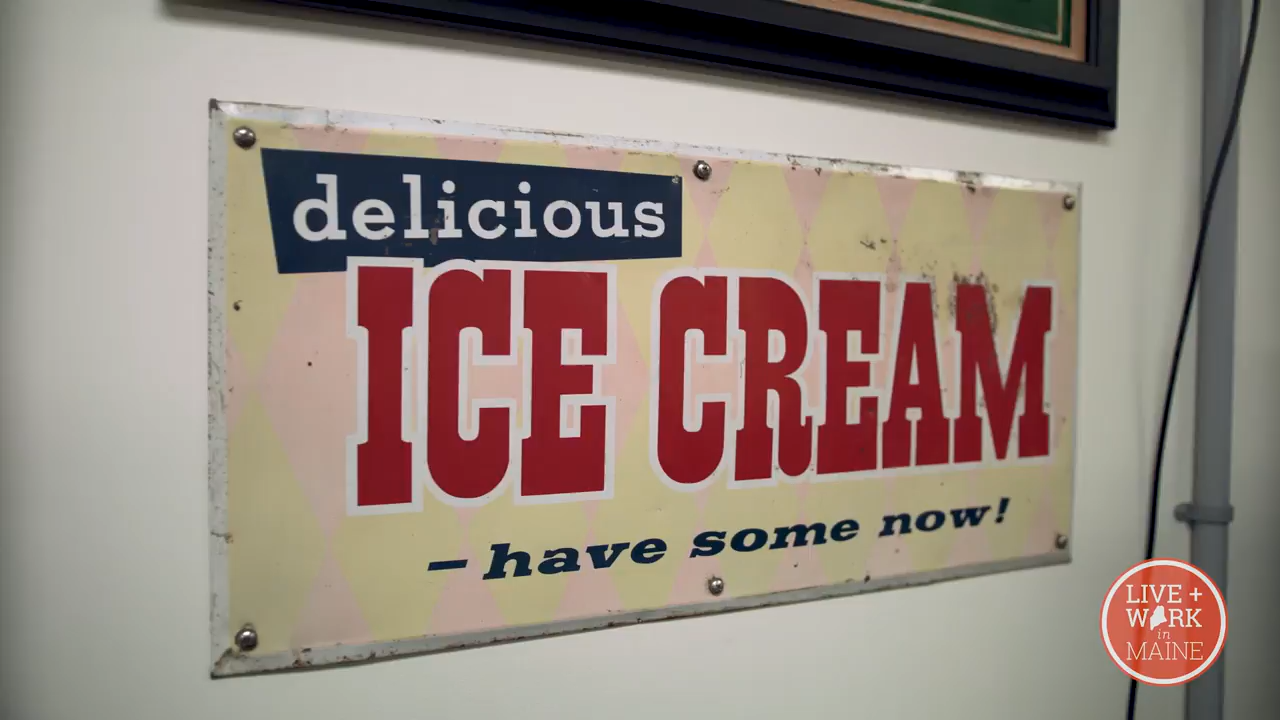 delicious
ICE CREAM
– have some now!
LIVE +
WORK
in
MAINE